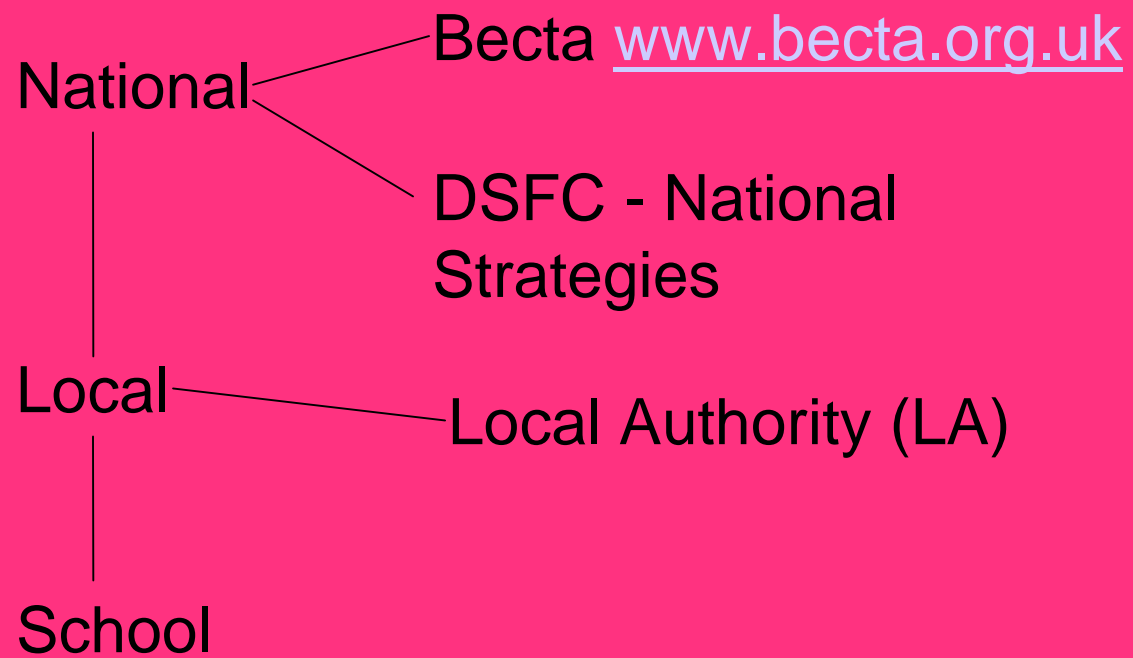 Becta www.becta.org.uk
National
DSFC - National
Strategies
Local
Local Authority (LA)
School